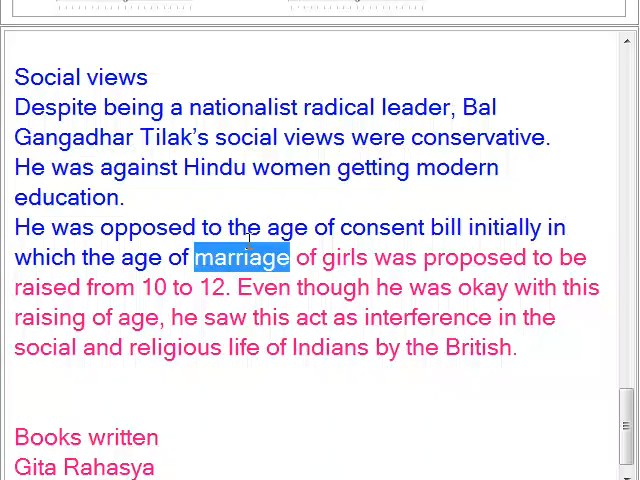 Social views
Despite being a nationalist radical leader, Bal
Gangadhar Tilak’s social views were conservative.
He was against Hindu women getting modern
education.
He was opposed to the age of consent bill initially in
which the age of marriage of girls was proposed to be
raised from 10 to 12. Even though he was okay with this
raising of age, he saw this act as interference in the
social and religious life of Indians by the British.
Books written
Gita Rahasya